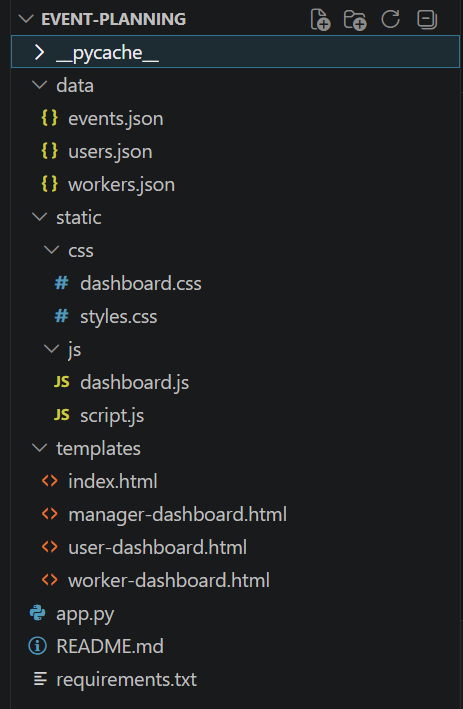 EVENT-PLANNING
__pycache__
data
{} events.json
{} users.json
{} workers.json
static
css
# dashboard.css
# styles.css
js
JS dashboard.js
JS script.js
templates
<> index.html
<> manager-dashboard.html
<> user-dashboard.html
<> worker-dashboard.html
app.py
README.md
requirements.txt